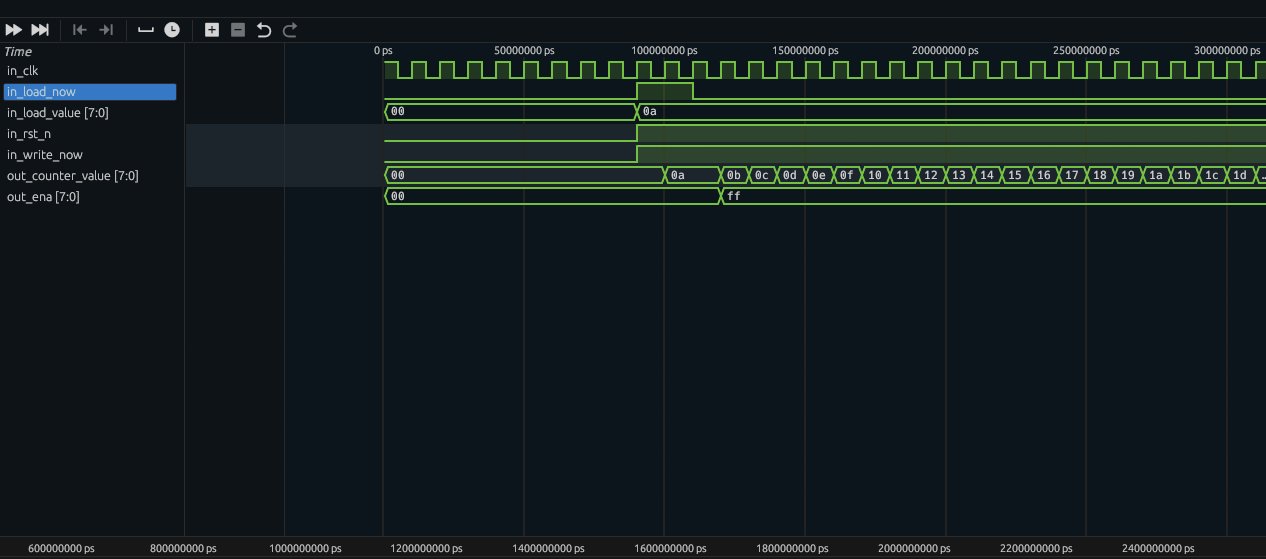 Time
0 ps 50000000 ps 100000000 ps 150000000 ps 200000000 ps 250000000 ps 300000000 ps
in_clk
in_load_now
in_load_value [7:0] 00 0a
in_rst_n
in_write_now
out_counter_value [7:0] 00 0a 0b 0c 0d 0e 0f 10 11 12 13 14 15 16 17 18 19 1a 1b 1c 1d …
out_ena [7:0] 00 ff
600000000 ps 800000000 ps 1000000000 ps 1200000000 ps 1400000000 ps 1600000000 ps 1800000000 ps 2000000000 ps 2200000000 ps 2400000000 ps